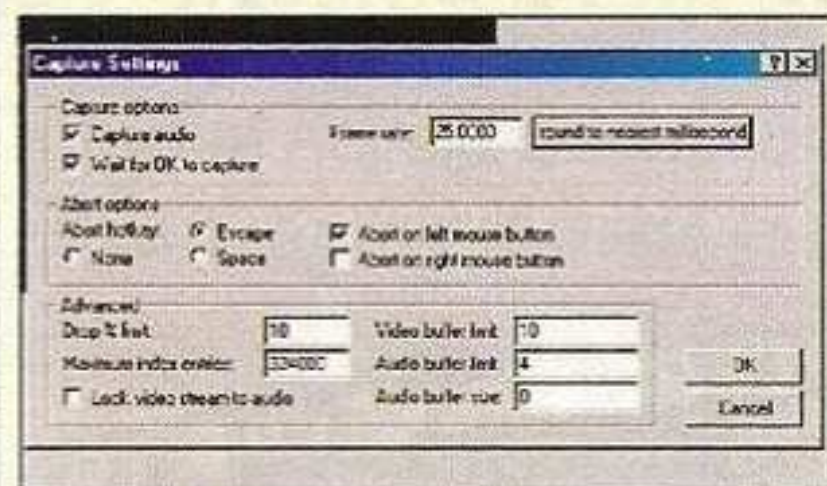 Capture Settings
Capture options
Capture audio
Frame rate: 25.0000 round to nearest millisecond
Wait for OK to capture
Abort options
Abort hotkey: Escape Abort on left mouse button
None Space Abort on right mouse button
Advanced
Drop % limit: 10 Video buffer limit: 10
Maximum index entries: Audio buffer limit: 4
Lock video stream to audio Audio buffer size: 0
OK
Cancel